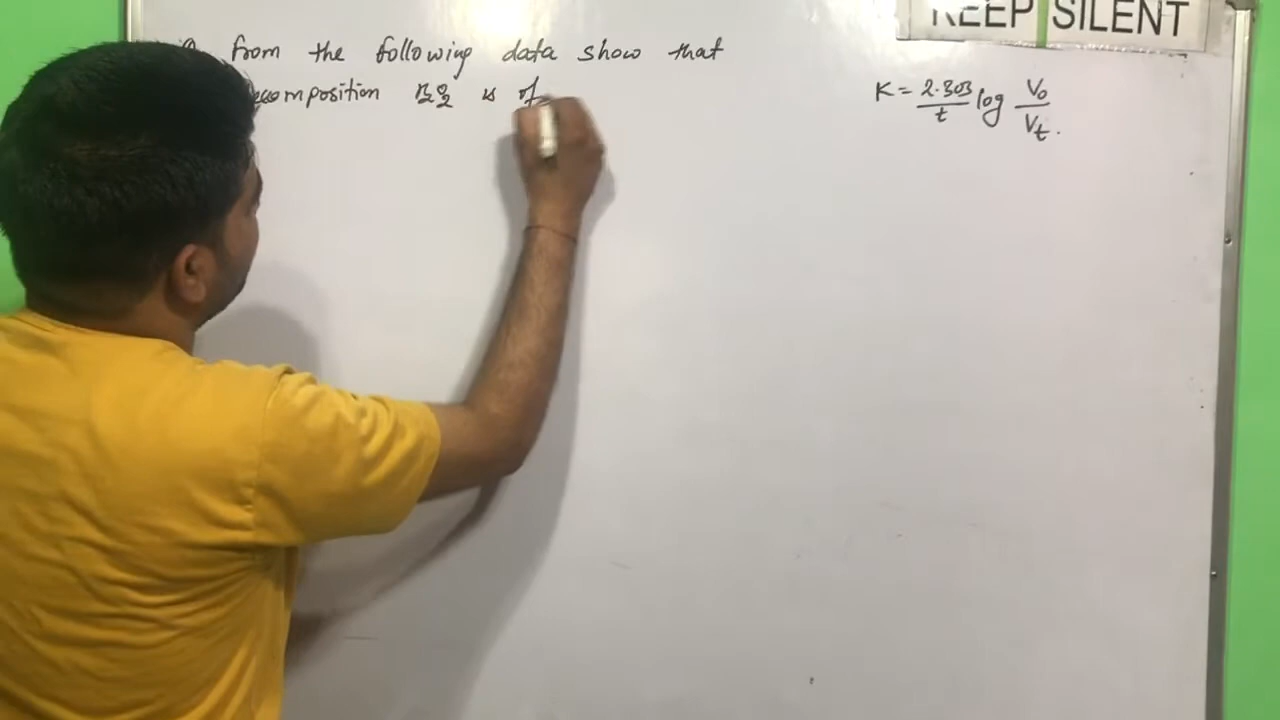 KEEP SILENT
from the following data show that
composition H2O2 is of
K = 2.303/t log V0/Vt.